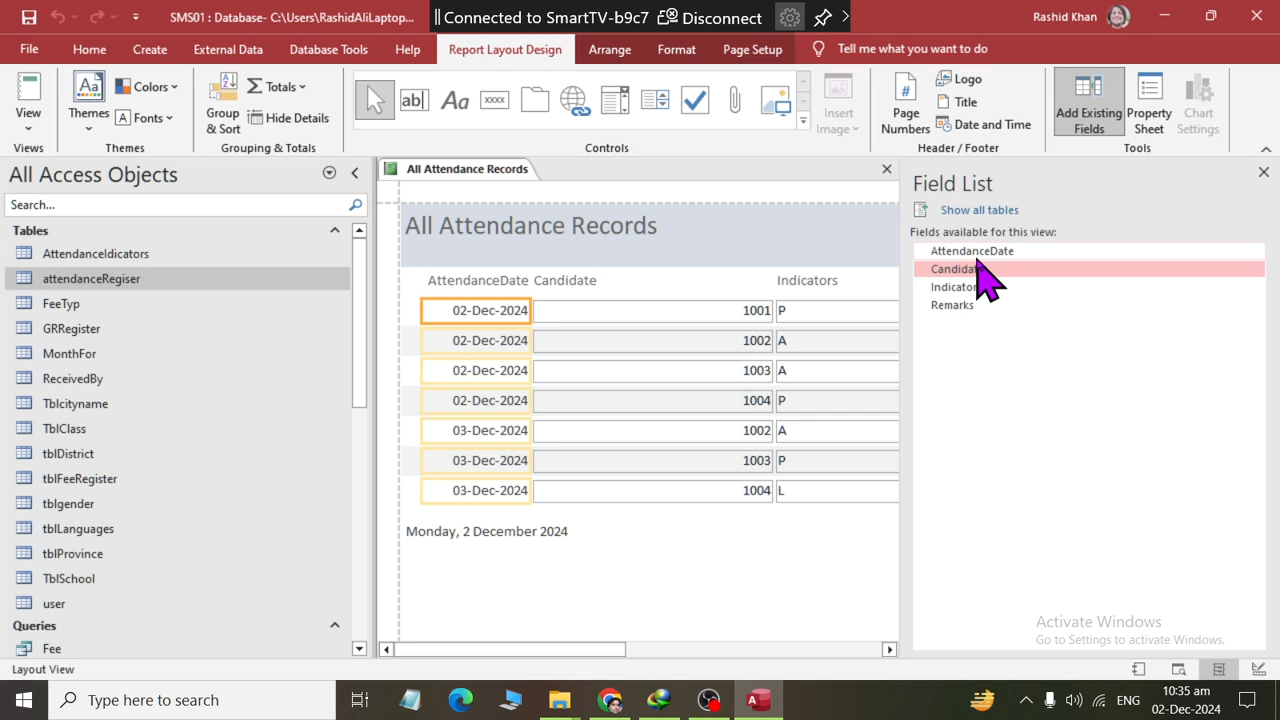 SMS01 : Database- C:\Users\RashidAliLaptop...
Connected to SmartTV-b9c7 Disconnect
Rashid Khan
File Home Create External Data Database Tools Help Report Layout Design Arrange Format Page Setup Tell me what you want to do
View
Views
Themes
Colors
Fonts
Themes
Group & Sort
Totals
Hide Details
Grouping & Totals
ab
Aa
xxxx
Controls
Insert Image
Page Numbers
Logo
Title
Date and Time
Header / Footer
Add Existing Fields
Property Sheet
Chart Settings
Tools
All Access Objects
Search...
Tables
AttendanceIdicators
attendanceRegiser
FeeTyp
GRRegister
MonthFor
ReceivedBy
Tblcityname
TblClass
tblDistrict
tblFeeRegister
tblgender
tblLanguages
tblProvince
TblSchool
user
Queries
Fee
All Attendance Records
All Attendance Records
AttendanceDate Candidate Indicators
02-Dec-2024 1001 P
02-Dec-2024 1002 A
02-Dec-2024 1003 A
02-Dec-2024 1004 P
03-Dec-2024 1002 A
03-Dec-2024 1003 P
03-Dec-2024 1004 L
Monday, 2 December 2024
Field List
Show all tables
Fields available for this view:
AttendanceDate
Remarks
Activate Windows
Go to Settings to activate Windows.
Layout View
Type here to search
ENG
10:35 am
02-Dec-2024